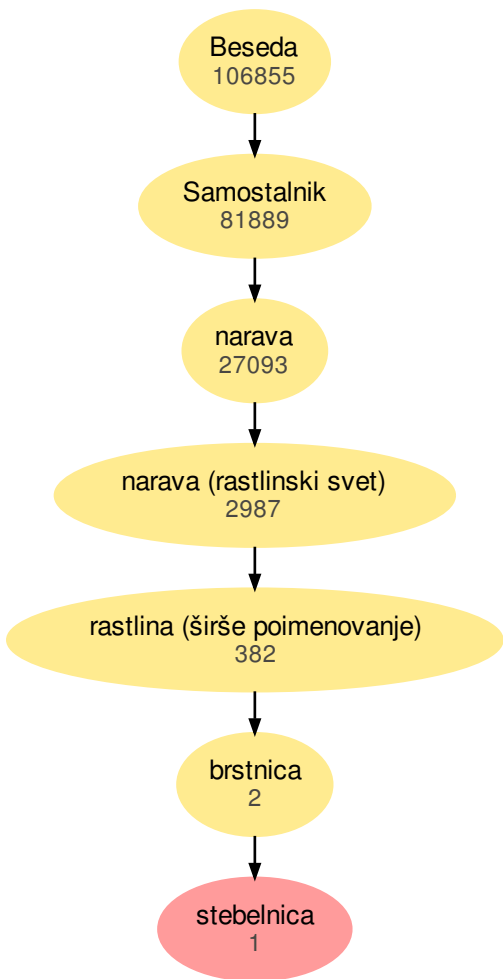 Beseda
106855
Samostalnik
81889
narava
27093
narava (rastlinski svet)
2987
rastlina (širše poimenovanje)
382
brstnica
2
stebelnica
1